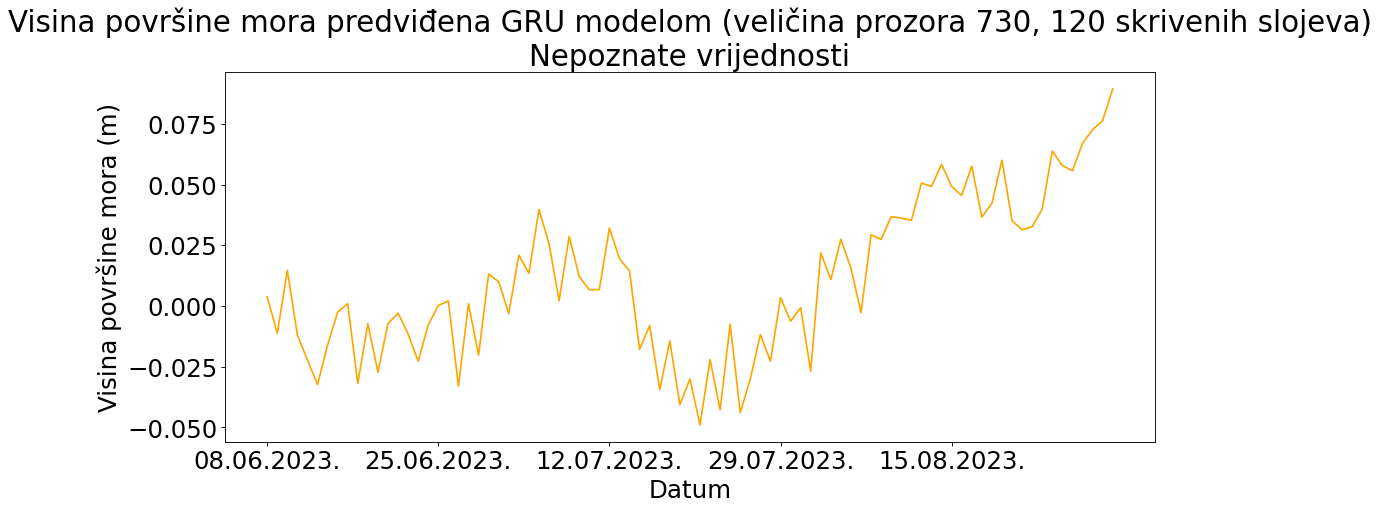 Visina površine mora predviđena GRU modelom (veličina prozora 730, 120 skrivenih slojeva)
Nepoznate vrijednosti
Visina površine mora (m)
0.075
0.050
0.025
0.000
−0.025
−0.050
08.06.2023.
25.06.2023.
12.07.2023.
29.07.2023.
15.08.2023.
Datum